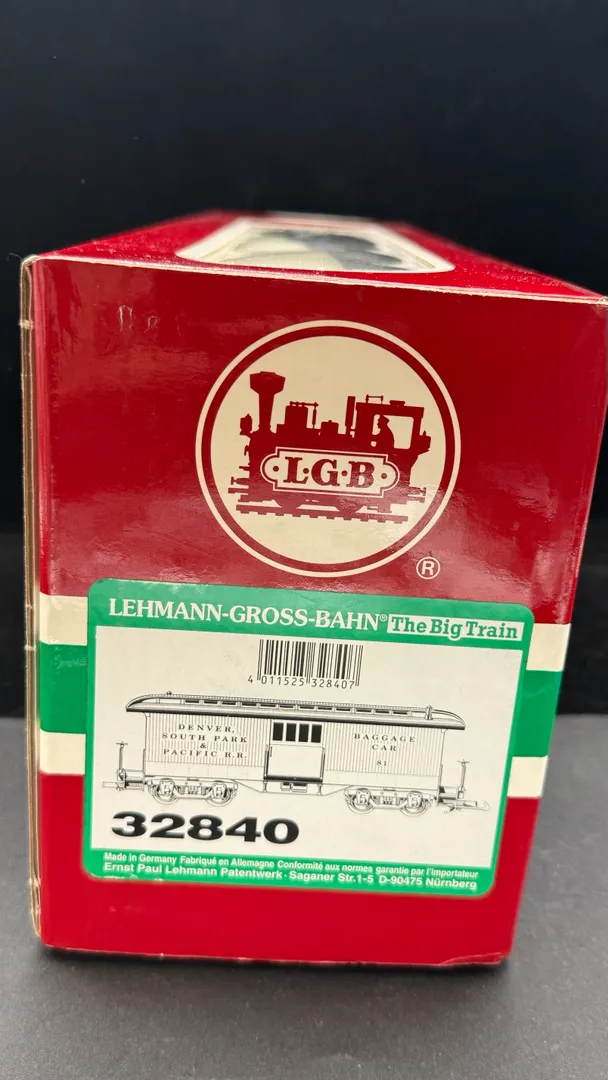 L·G·B·
®
LEHMANN-GROSS-BAHN® The Big Train
4 011525 328407
DENVER,
SOUTH PARK
&
PACIFIC R.R.
BAGGAGE
CAR
81
32840
Made in Germany Fabriqué en Allemagne Conformité aux normes garantie par l'importateur
Ernst Paul Lehmann Patentwerk · Saganer Str.1-5 D-90475 Nürnberg